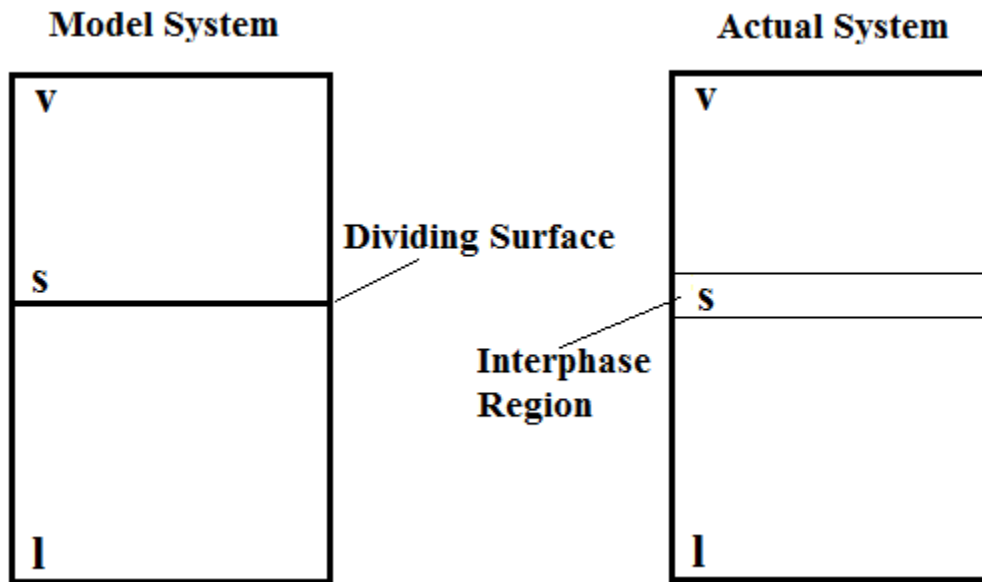 Model System
Actual System
v
v
Dividing Surface
s
s
Interphase
Region
l
l